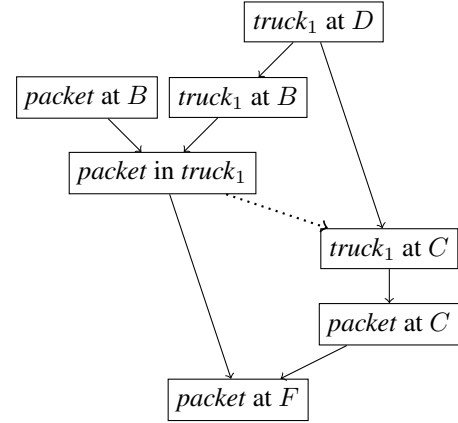 truck₁ at D
packet at B
truck₁ at B
packet in truck₁
truck₁ at C
packet at C
packet at F